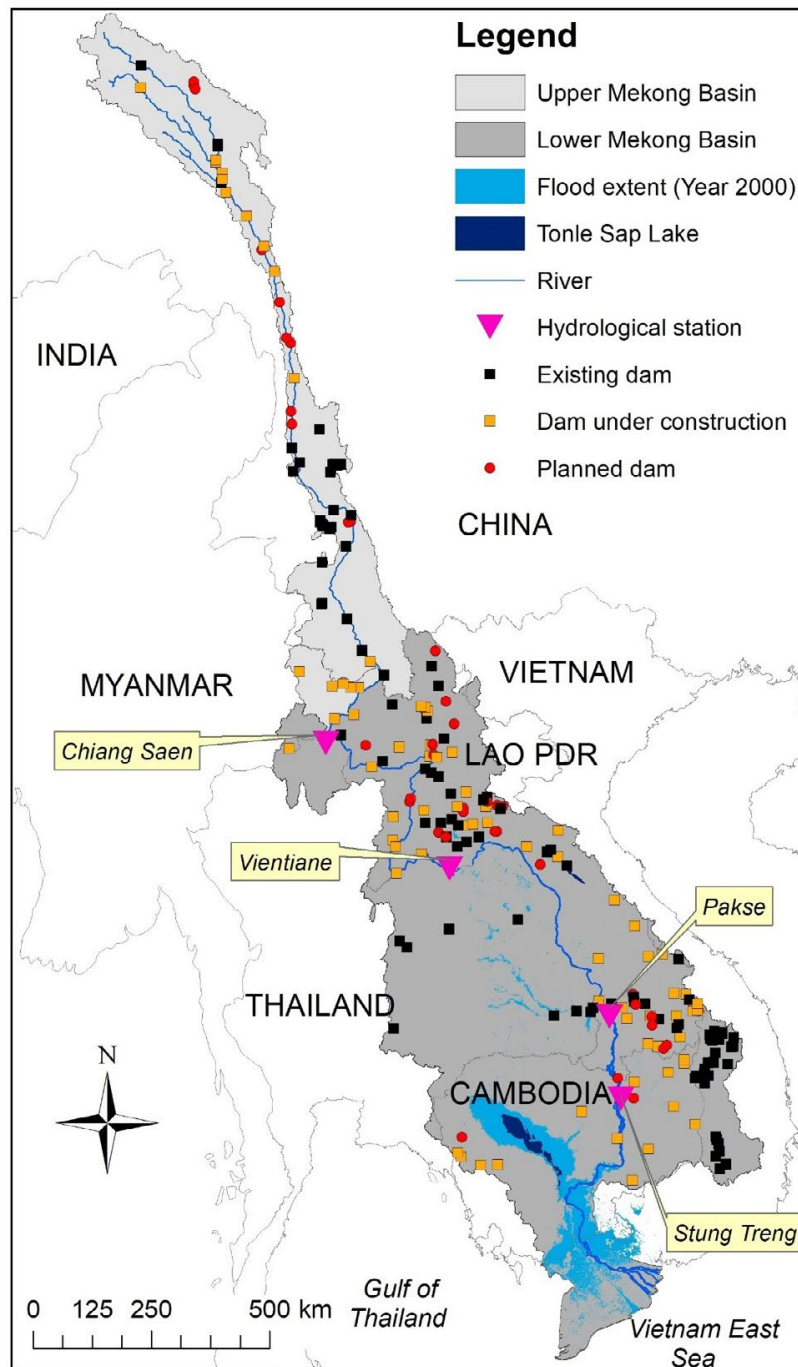 Legend
Upper Mekong Basin
Lower Mekong Basin
Flood extent (Year 2000)
Tonle Sap Lake
River
Hydrological station
INDIA
Existing dam
Dam under construction
Planned dam
CHINA
MYANMAR
VIETNAM
Chiang Saen
LAO PDR
Vientiane
Pakse
THAILAND
N
CAMBODIA
Stung Treng
Gulf of
Thailand
0 125 250 500 km
Vietnam East
Sea